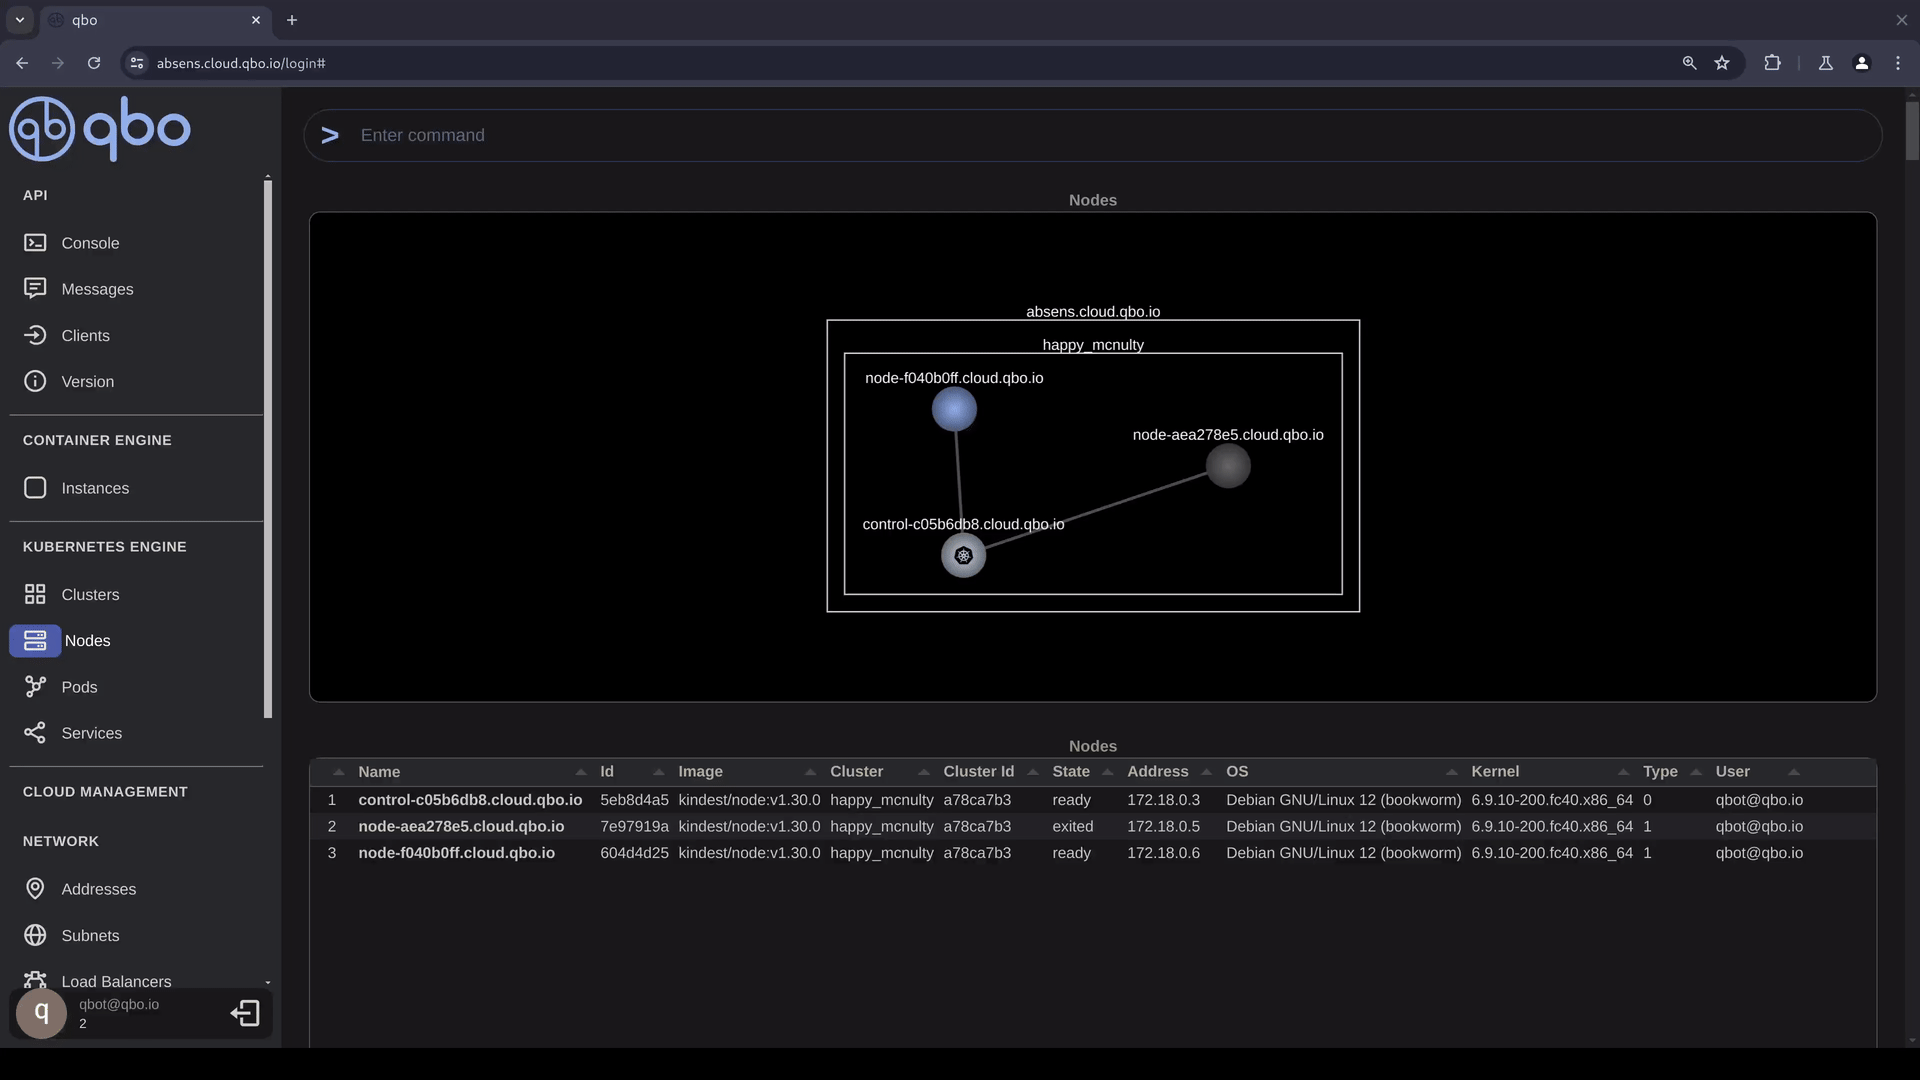 qbo
absens.cloud.qbo.io/login#
qb qbo
API
Console
Messages
Clients
Version
CONTAINER ENGINE
Instances
KUBERNETES ENGINE
Clusters
Nodes
Pods
Services
CLOUD MANAGEMENT
NETWORK
Addresses
Subnets
Load Balancers
q
qbot@qbo.io
2
> Enter command
Nodes
absens.cloud.qbo.io
happy_mcnulty
node-f040b0ff.cloud.qbo.io
node-aea278e5.cloud.qbo.io
control-c05b6db8.cloud.qbo.io
Nodes
Name Id Image Cluster Cluster Id State Address OS Kernel Type User
1 control-c05b6db8.cloud.qbo.io 5eb8d4a5 kindest/node:v1.30.0 happy_mcnulty a78ca7b3 ready 172.18.0.3 Debian GNU/Linux 12 (bookworm) 6.9.10-200.fc40.x86_64 0 qbot@qbo.io
2 node-aea278e5.cloud.qbo.io 7e97919a kindest/node:v1.30.0 happy_mcnulty a78ca7b3 exited 172.18.0.5 Debian GNU/Linux 12 (bookworm) 6.9.10-200.fc40.x86_64 1 qbot@qbo.io
3 node-f040b0ff.cloud.qbo.io 604d4d25 kindest/node:v1.30.0 happy_mcnulty a78ca7b3 ready 172.18.0.6 Debian GNU/Linux 12 (bookworm) 6.9.10-200.fc40.x86_64 1 qbot@qbo.io